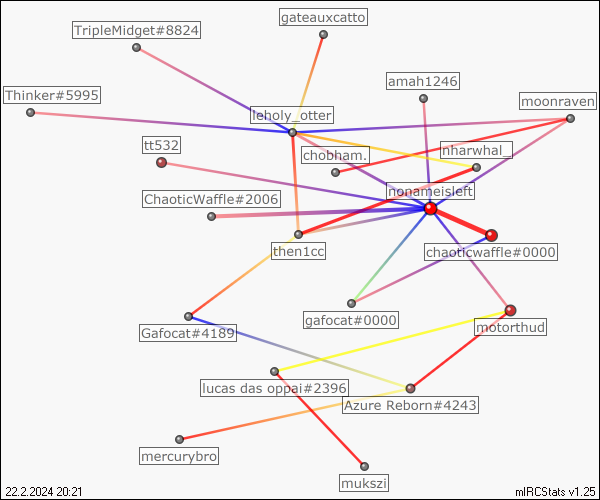 gateauxcatto
TripleMidget#8824
amah1246
Thinker#5995
moonraven
leholy_otter
tt532
chobham.
nharwhal_
nonameisleft
ChaoticWaffle#2006
then1cc
chaoticwaffle#0000
gafocat#0000
Gafocat#4189
motorthud
lucas das oppai#2396
Azure Reborn#4243
mercurybro
mukszi
22.2.2024 20:21
mIRCStats v1.25